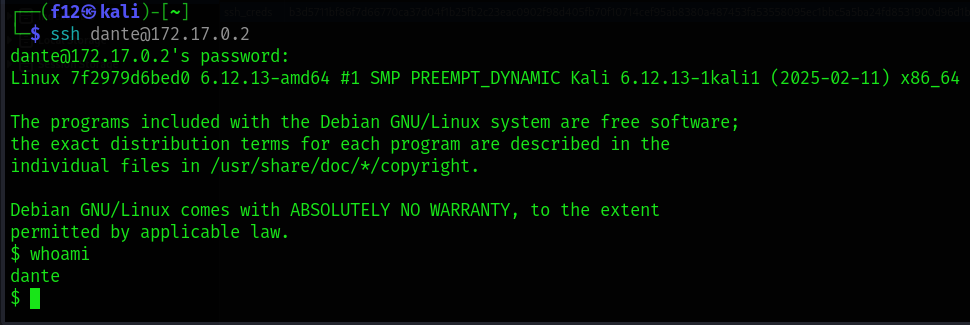 ┌──(f12㉿kali)-[~]
└─$ ssh dante@172.17.0.2
dante@172.17.0.2's password:
Linux 7f2979d6bed0 6.12.13-amd64 #1 SMP PREEMPT_DYNAMIC Kali 6.12.13-1kali1 (2025-02-11) x86_64
The programs included with the Debian GNU/Linux system are free software;
the exact distribution terms for each program are described in the
individual files in /usr/share/doc/*/copyright.
Debian GNU/Linux comes with ABSOLUTELY NO WARRANTY, to the extent
permitted by applicable law.
$ whoami
dante
$